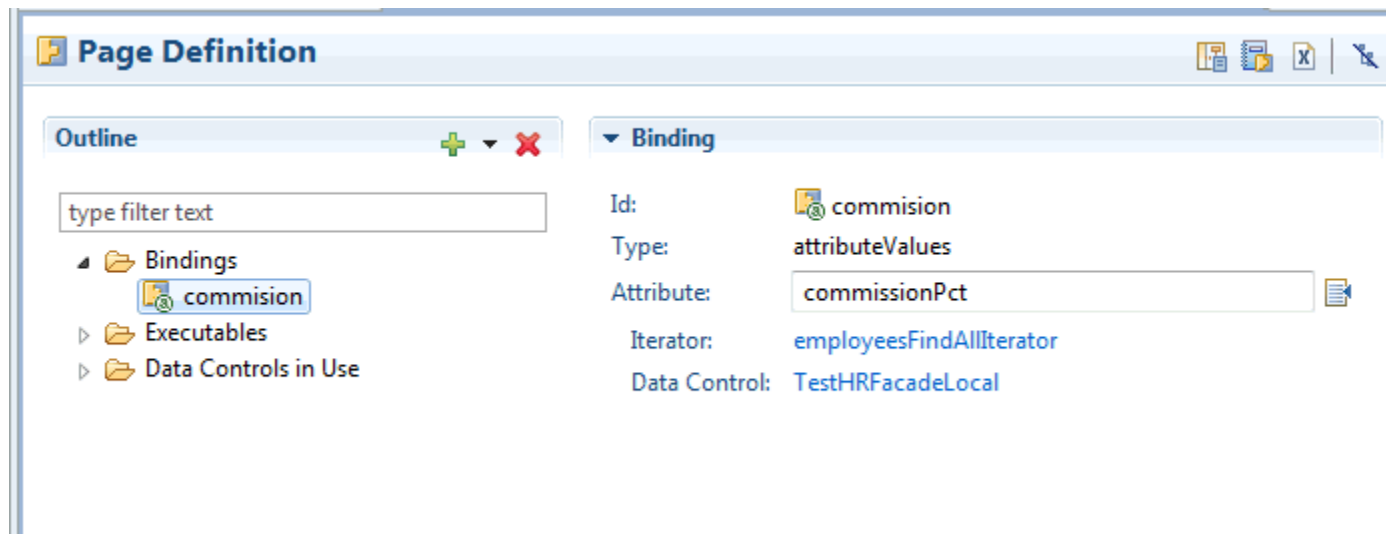 Page Definition
Outline
type filter text
Bindings
commision
Executables
Data Controls in Use
Binding
Id: commision
Type: attributeValues
Attribute: commissionPct
Iterator: employeesFindAllIterator
Data Control: TestHRFacadeLocal